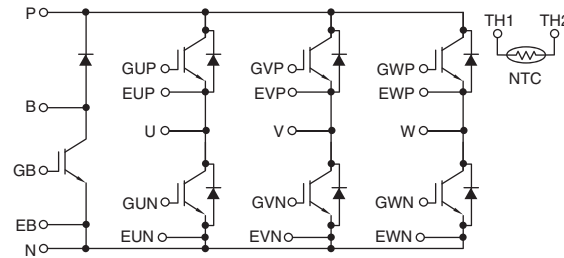 P TH1 TH2
GUP GVP GWP
NTC
EUP EVP EWP
B
U V W
GB
GUN GVN GWN
EB
EUN EVN EWN
N